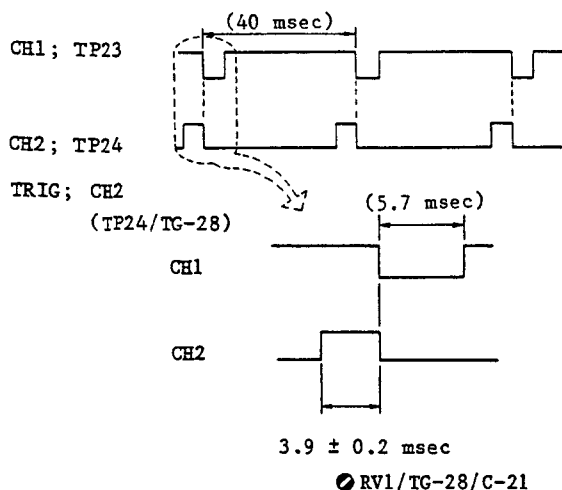 (40 msec)
CH1; TP23
CH2; TP24
TRIG; CH2
(TP24/TG-28)
(5.7 msec)
CH1
CH2
3.9 ± 0.2 msec
RV1/TG-28/C-21